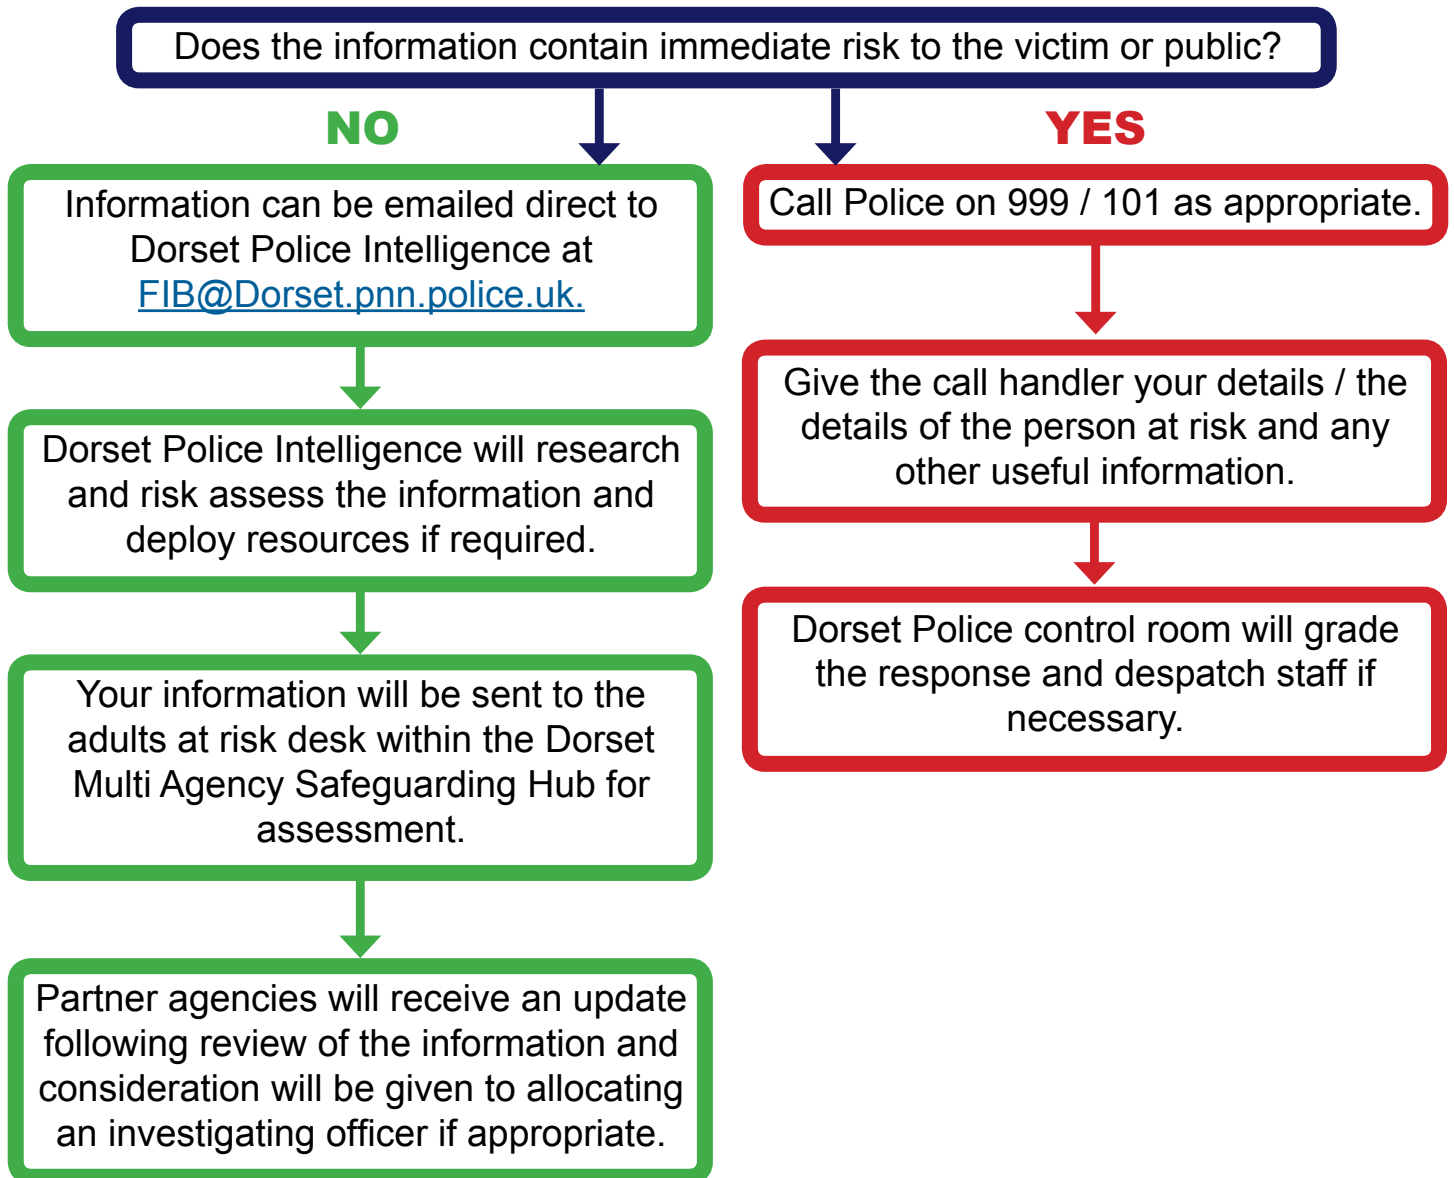 Does the information contain immediate risk to the victim or public?
NO
Information can be emailed direct to
Dorset Police Intelligence at
FIB@Dorset.pnn.police.uk.
Dorset Police Intelligence will research
and risk assess the information and
deploy resources if required.
Your information will be sent to the
adults at risk desk within the Dorset
Multi Agency Safeguarding Hub for
assessment.
Partner agencies will receive an update
following review of the information and
consideration will be given to allocating
an investigating officer if appropriate.
YES
Call Police on 999 / 101 as appropriate.
Give the call handler your details / the
details of the person at risk and any
other useful information.
Dorset Police control room will grade
the response and despatch staff if
necessary.